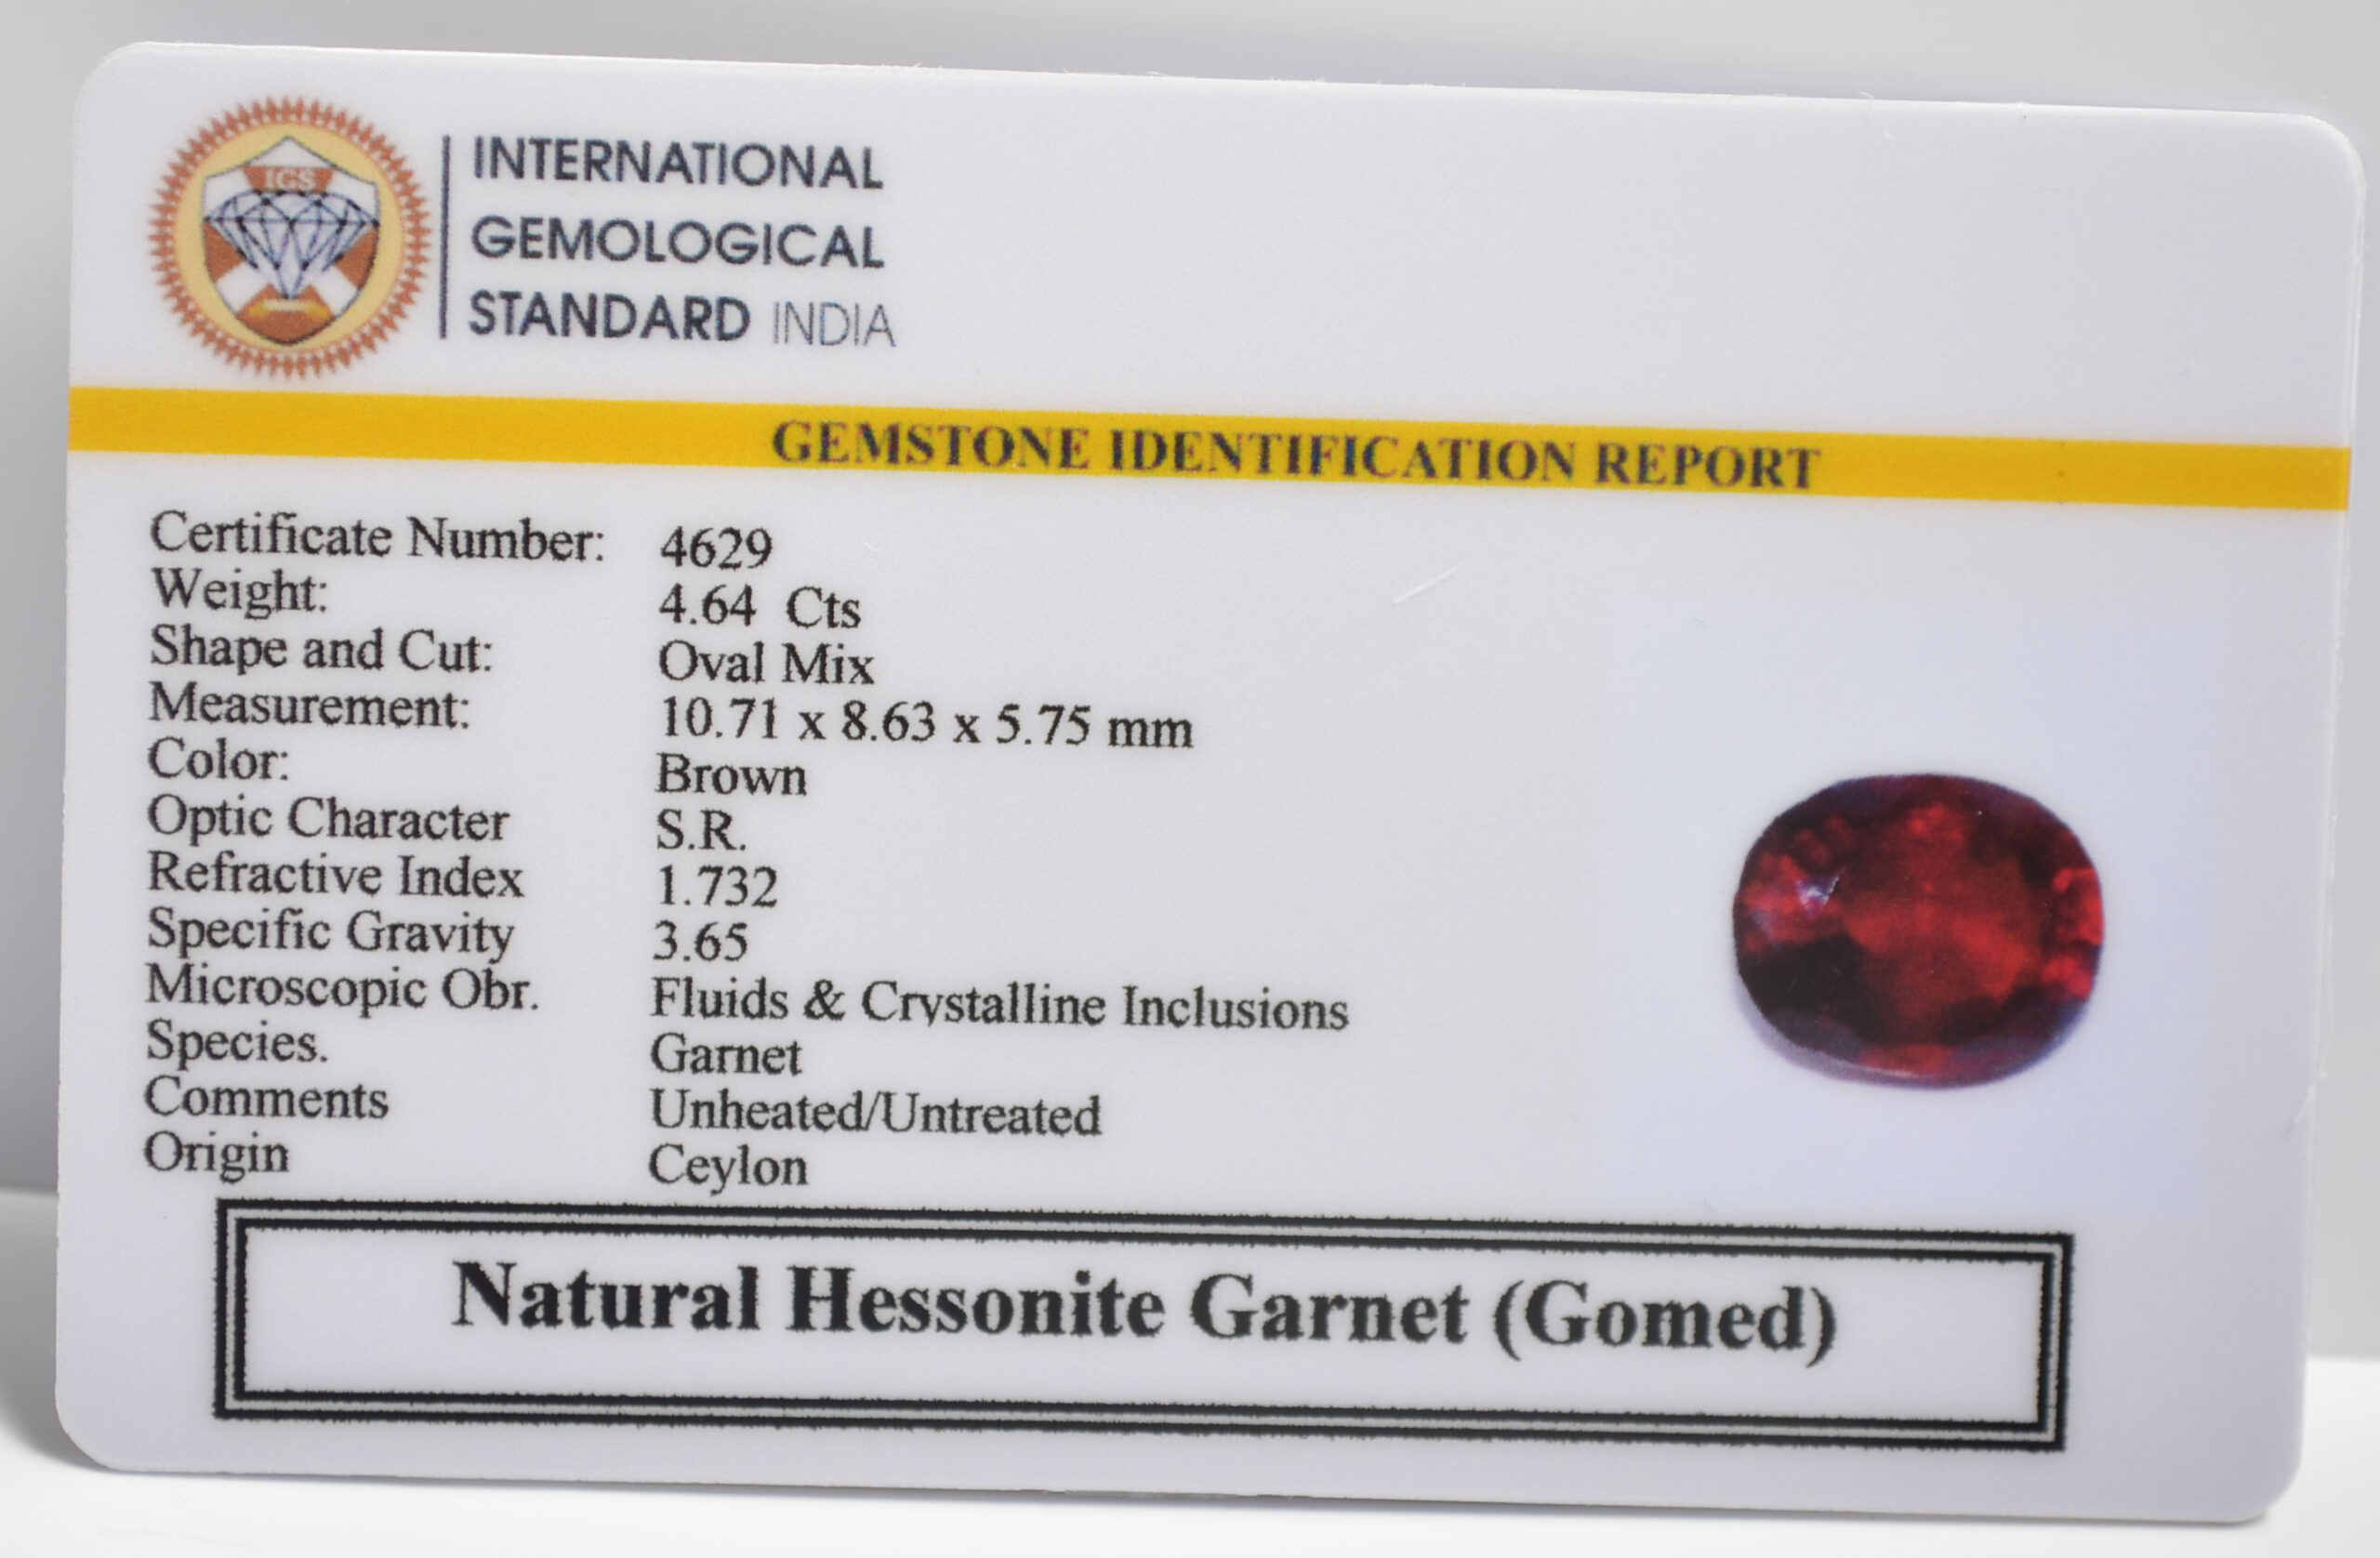 IGS
INTERNATIONAL
GEMOLOGICAL
STANDARD INDIA
GEMSTONE IDENTIFICATION REPORT
Certificate Number: 4629
Weight: 4.64 Cts
Shape and Cut: Oval Mix
Measurement: 10.71 x 8.63 x 5.75 mm
Color: Brown
Optic Character S.R.
Refractive Index 1.732
Specific Gravity 3.65
Microscopic Obr. Fluids & Crystalline Inclusions
Species. Garnet
Comments Unheated/Untreated
Origin Ceylon
Natural Hessonite Garnet (Gomed)